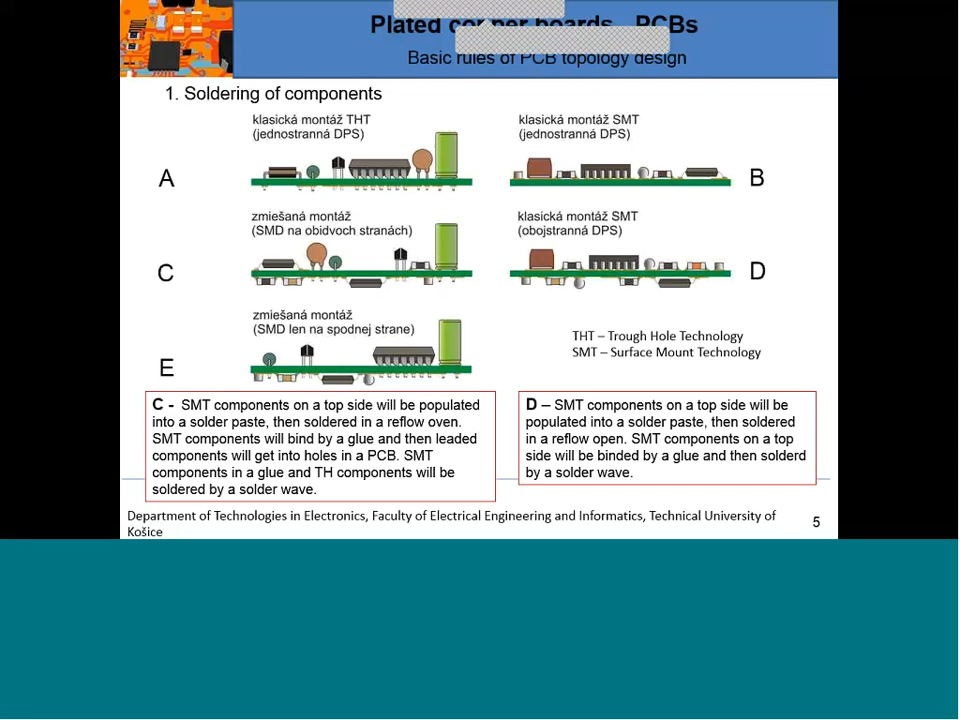 Plated copper boards - PCBs
Basic rules of PCB topology design
1. Soldering of components
klasická montáž THT
(jednostranná DPS)
A
klasická montáž SMT
(jednostranná DPS)
B
zmiešaná montáž
(SMD na obidvoch stranách)
C
klasická montáž SMT
(obojstranná DPS)
D
zmiešaná montáž
(SMD len na spodnej strane)
E
THT – Trough Hole Technology
SMT – Surface Mount Technology
C - SMT components on a top side will be populated
into a solder paste, then soldered in a reflow oven.
SMT components will bind by a glue and then leaded
components will get into holes in a PCB. SMT
components in a glue and TH components will be
soldered by a solder wave.
D – SMT components on a top side will be
populated into a solder paste, then soldered
in a reflow open. SMT components on a top
side will be binded by a glue and then solderd
by a solder wave.
Department of Technologies in Electronics, Faculty of Electrical Engineering and Informatics, Technical University of
Košice
5